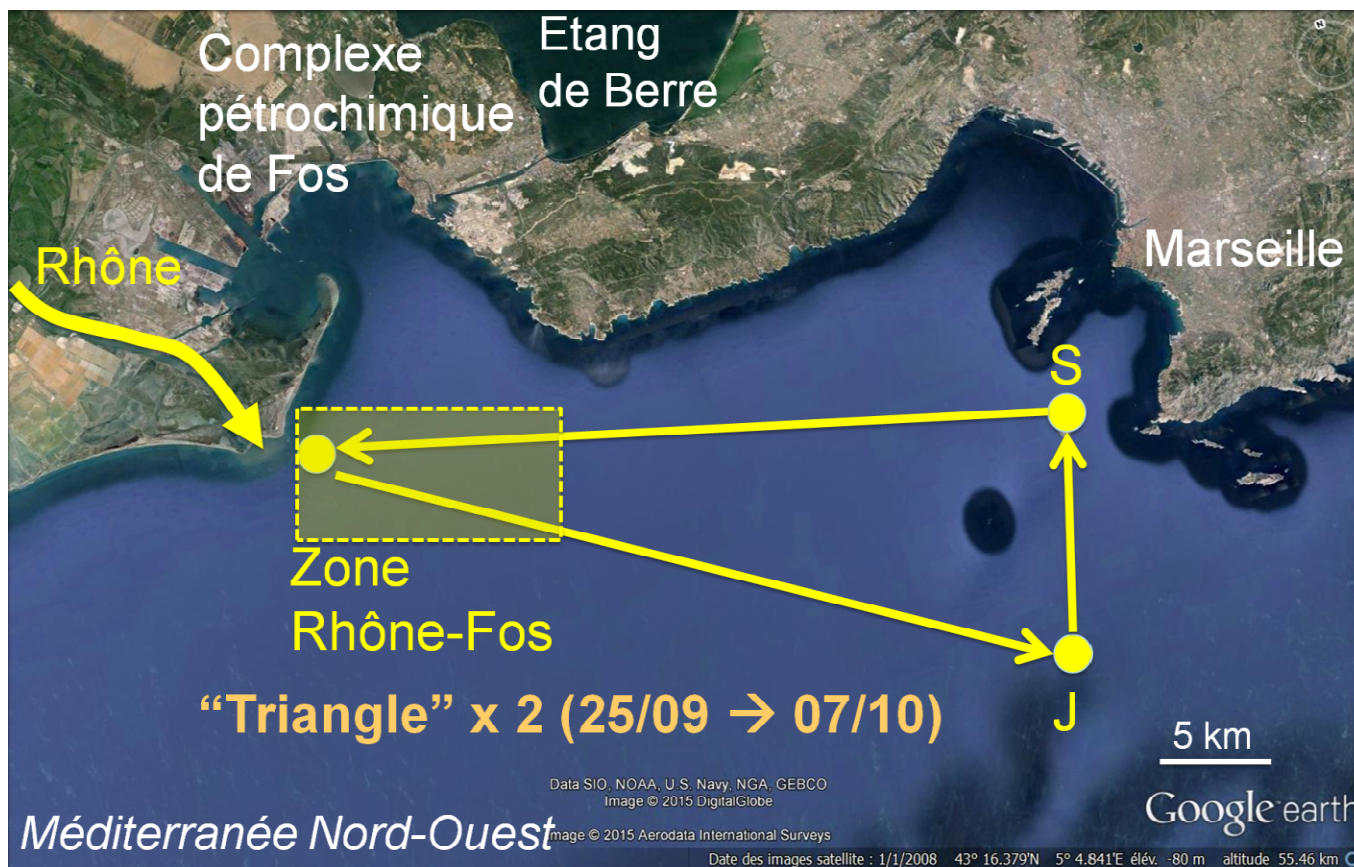 Complexe
pétrochimique
de Fos
Etang
de Berre
Rhône
Marseille
S
Zone
Rhône-Fos
J
“Triangle” x 2 (25/09 → 07/10)
5 km
Data SIO, NOAA, U.S. Navy, NGA, GEBCO
Image © 2015 DigitalGlobe
Google earth
Méditerranée Nord-Ouest
Image © 2015 Aerodata International Surveys
Date des images satellite : 1/1/2008 43° 16.379'N 5° 4.841'E élév. -80 m altitude 55.46 km